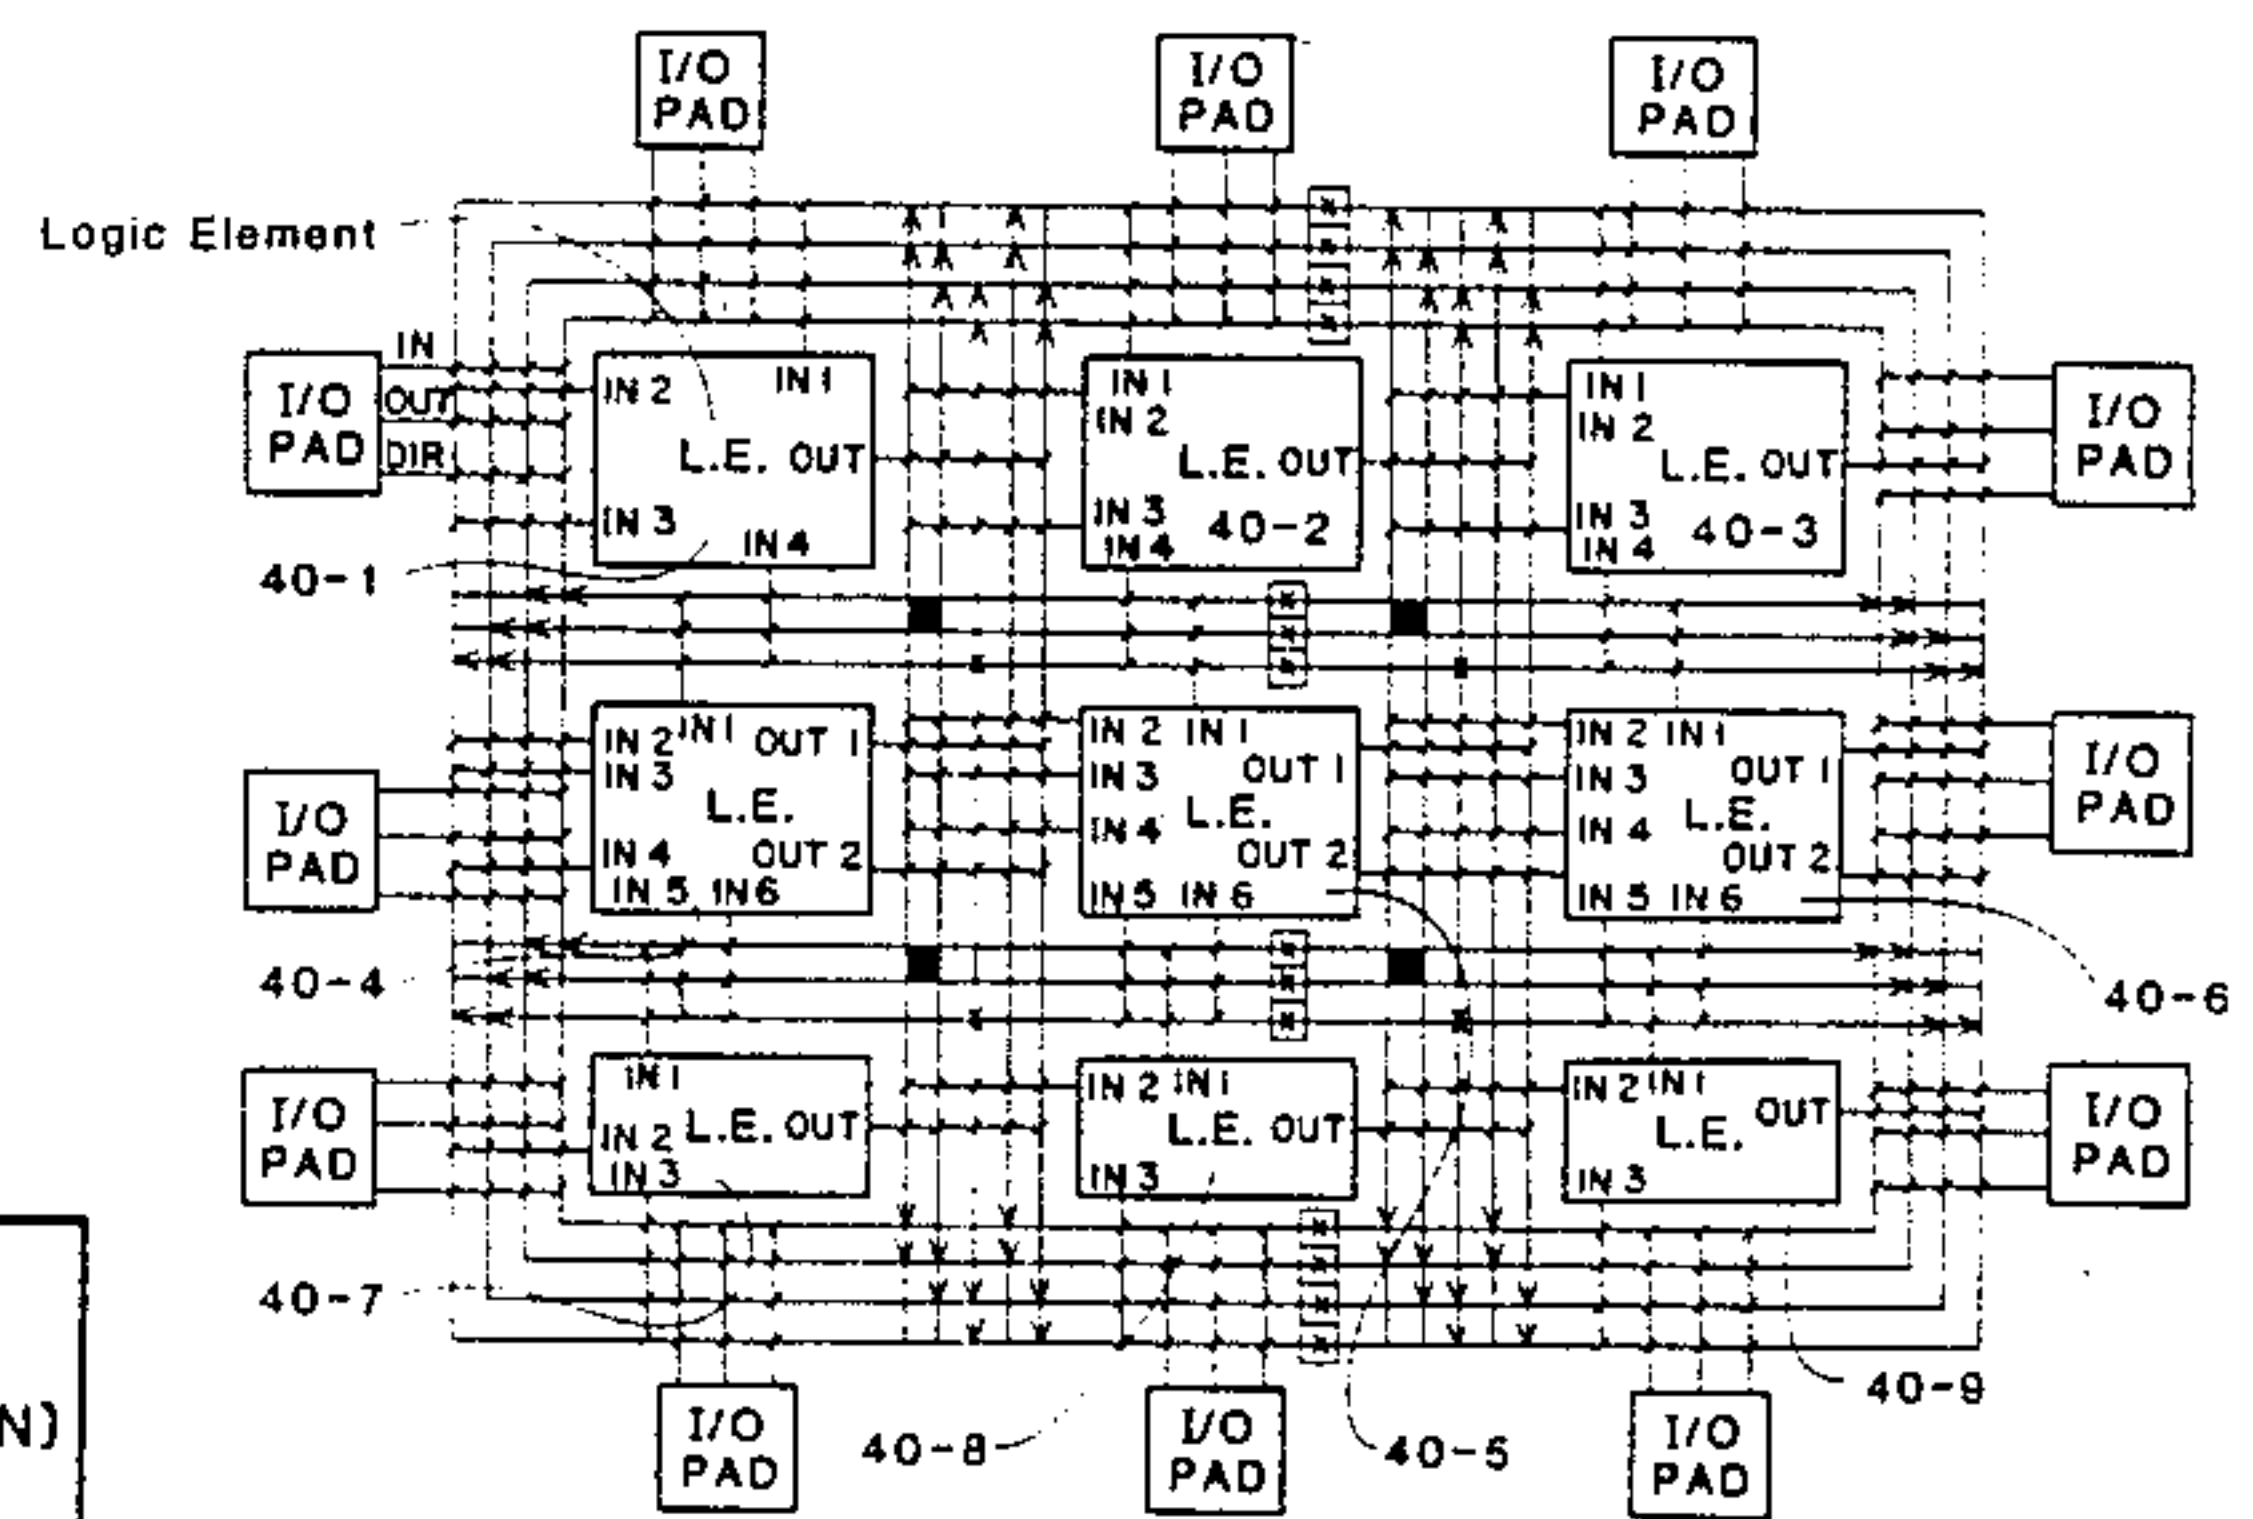 I/O
PAD
I/O
PAD
I/O
PAD
Logic Element
IN
OUT
DIR
I/O
PAD
IN 2
IN 1
L.E. OUT
IN 3
IN 4
IN 1
IN 2
L.E. OUT
IN 3
40-2
IN 4
IN 1
IN 2
L.E. OUT
IN 3
40-3
IN 4
I/O
PAD
40-1
I/O
PAD
IN 2 IN 1 OUT 1
IN 3
L.E.
IN 4 OUT 2
IN 5 IN 6
IN 2 IN 1
IN 3 OUT 1
IN 4 L.E.
OUT 2
IN 5 IN 6
IN 2 IN 1
IN 3 OUT 1
IN 4 L.E.
OUT 2
IN 5 IN 6
I/O
PAD
40-4
40-6
I/O
PAD
IN 1
IN 2 L.E. OUT
IN 3
IN 2 IN 1
L.E. OUT
IN 3
IN 2 IN 1
L.E. OUT
IN 3
I/O
PAD
40-7
40-8
40-5
40-9
I/O
PAD
I/O
PAD
I/O
PAD
N)